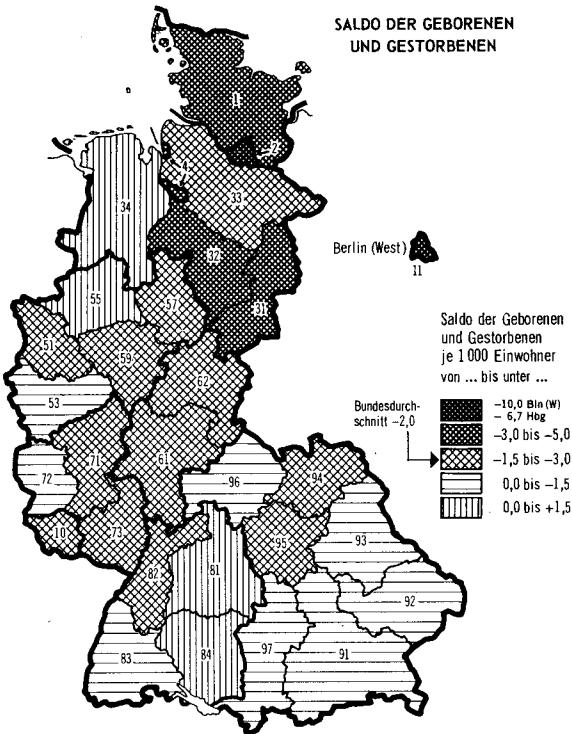 SALDO DER GEBORENEN
UND GESTORBENEN
1
2
4
33
34
32
Berlin (West)
11
31
55
57
51
59
62
53
61
71
72
96
94
10
73
95
93
82
81
92
83
84
97
91
Saldo der Geborenen
und Gestorbenen
je 1 000 Einwohner
von ... bis unter ...
Bundesdurch-
schnitt -2,0
-10,0 Bln (W)
- 6,7 Hbg
-3,0 bis -5,0
-1,5 bis -3,0
0,0 bis -1,5
0,0 bis +1,5